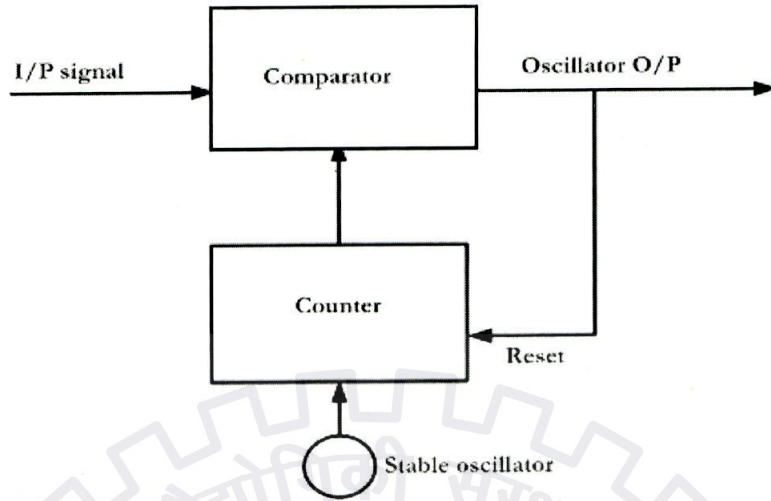 I/P signal
Comparator
Oscillator O/P
Counter
Reset
Stable oscillator